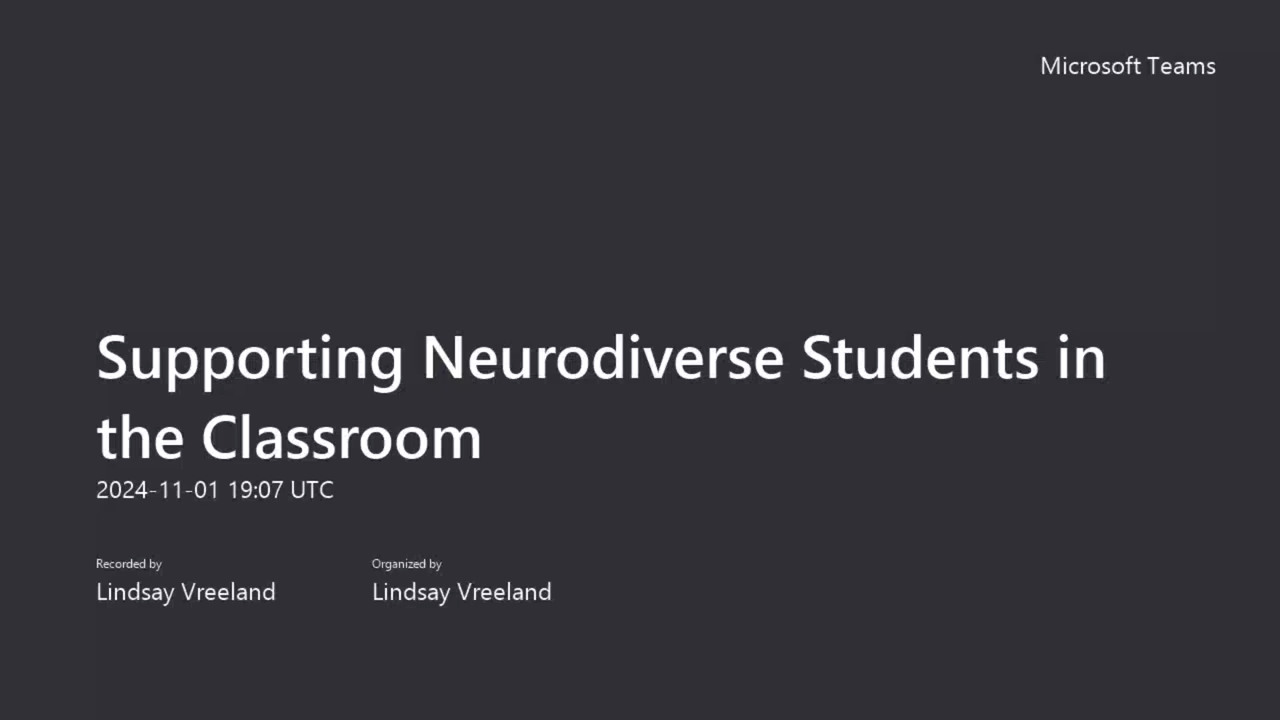 Microsoft Teams
Supporting Neurodiverse Students in
the Classroom
2024-11-01 19:07 UTC
Recorded by
Lindsay Vreeland
Organized by
Lindsay Vreeland